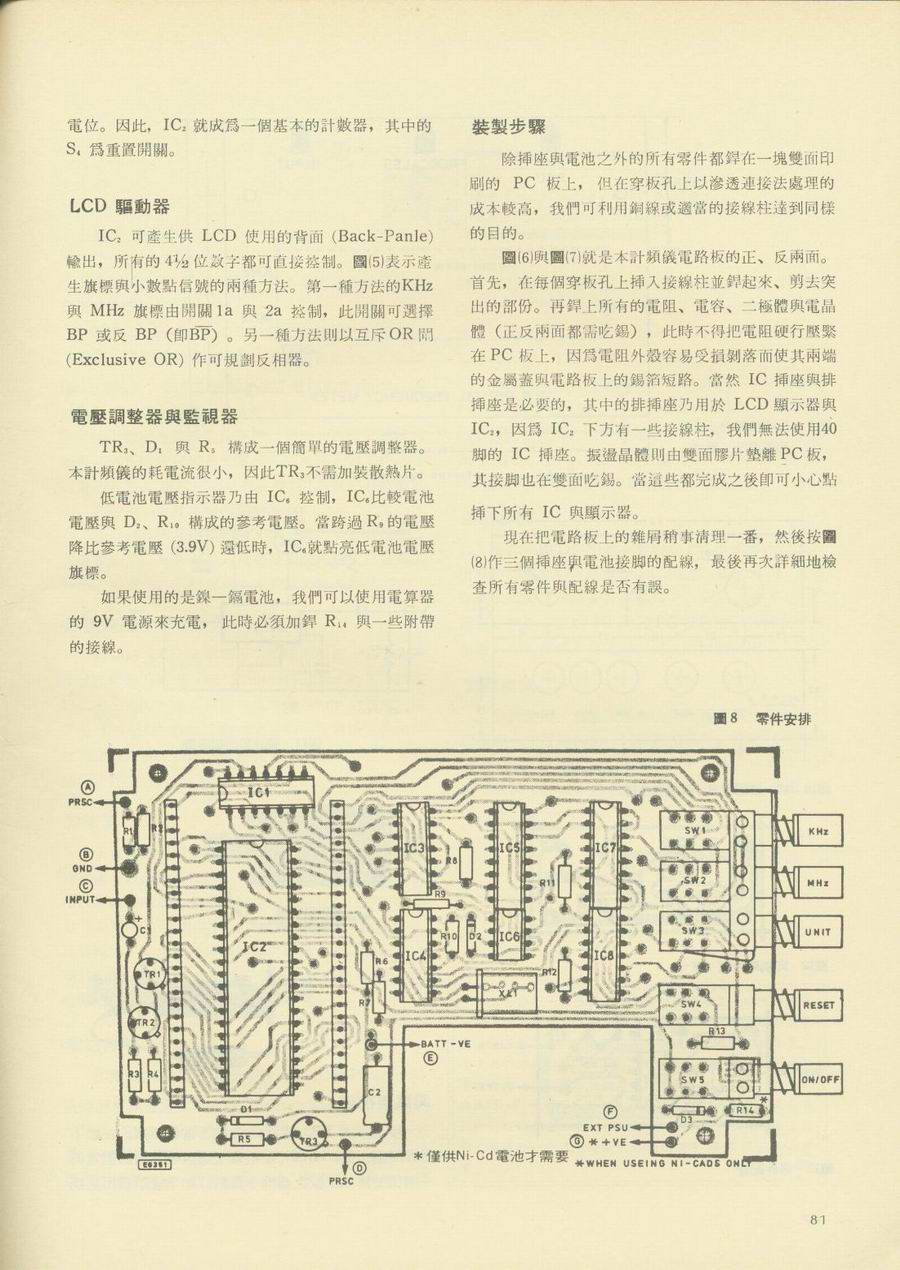 電位。因此, IC₂ 就成爲一個基本的計數器，其中的
S₄ 爲重置開關。
LCD 驅動器
IC₂ 可產生供 LCD 使用的背面 (Back-Panle)
輸出，所有的 4½ 位數字都可直接控制。圖⑸表示產
生旗標與小數點信號的兩種方法。第一種方法的KHz
與 MHz 旗標由開關 1a 與 2a 控制，此開關可選擇
BP 或反 BP (卽B̅P̅) 。另一種方法則以互斥 OR 閘
(Exclusive OR) 作可規劃反相器。
電壓調整器與監視器
TR₃、D₁ 與 R₅ 構成一個簡單的電壓調整器。
本計頻儀的耗電流很小，因此TR₃不需加裝散熱片。
低電池電壓指示器乃由 IC₆ 控制，IC₆比較電池
電壓與 D₂、R₁₀ 構成的參考電壓。當跨過 R₉ 的電壓
降比參考電壓 (3.9V) 還低時，IC₆就點亮低電池電壓
旗標。
如果使用的是鎳—鎘電池，我們可以使用電算器
的 9V 電源來充電， 此時必須加銲 R₁₄ 與一些附帶
的接線。
裝製步驟
除插座與電池之外的所有零件都銲在一塊雙面印
刷的 PC 板上， 但在穿板孔上以滲透連接法處理的
成本較高，我們可利用銅線或適當的接線柱達到同樣
的目的。
圖⑹與圖⑺就是本計頻儀電路板的正、反兩面。
首先，在每個穿板孔上插入接線柱並銲起來、剪去突
出的部份。再銲上所有的電阻、電容、二極體與電晶
體（正反兩面都需吃錫），此時不得把電阻硬行壓緊
在 PC 板上，因爲電阻外殼容易受損剝落而使其兩端
的金屬蓋與電路板上的錫箔短路。當然 IC 插座與排
插座是必要的，其中的排插座乃用於 LCD 顯示器與
IC₂，因爲 IC₂ 下方有一些接線柱，我們無法使用40
脚的 IC 插座。振盪晶體則由雙面膠片墊離 PC 板，
其接脚也在雙面吃錫。當這些都完成之後卽可小心點
插下所有 IC 與顯示器。
現在把電路板上的雜屑稍事清理一番，然後按圖
⑻作三個插座與電池接脚的配線，最後再次詳細地檢
查所有零件與配線是否有誤。
圖 8 零件安排
Ⓐ
PRSC
R1
R2
IC1
Ⓑ
GND
Ⓒ
INPUT
+
C1
TR1
TR2
R3
R4
IC2
D1
R5
TR3
C2
R6
R7
IC3
R8
R9
IC4
R10
D2
IC5
IC6
XL1
R11
R12
IC7
IC8
SW1
KHz
SW2
MHz
SW3
UNIT
SW4
RESET
R13
SW5
ON/OFF
*
R14
D3
BATT -VE
Ⓔ
Ⓕ
EXT PSU
Ⓖ * +VE
*WHEN USEING NI-CADS ONLY
*僅供Ni-Cd電池才需要
Ⓓ
PRSC
E0351
81